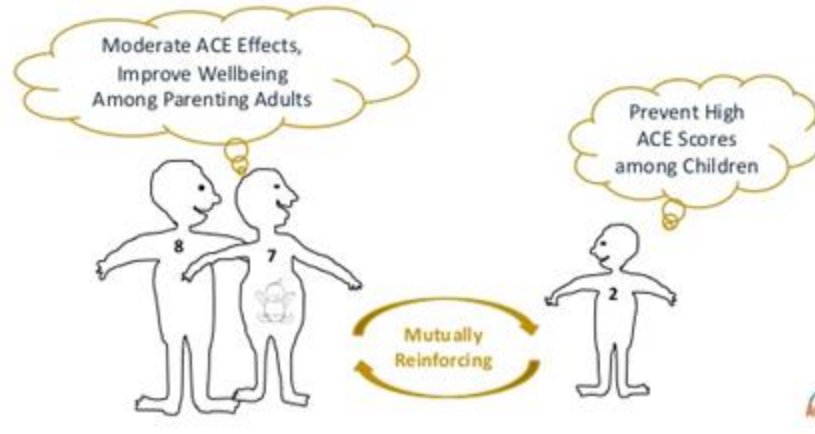 Moderate ACE Effects,
Improve Wellbeing
Among Parenting Adults
Prevent High
ACE Scores
among Children
8
7
2
Mutually
Reinforcing